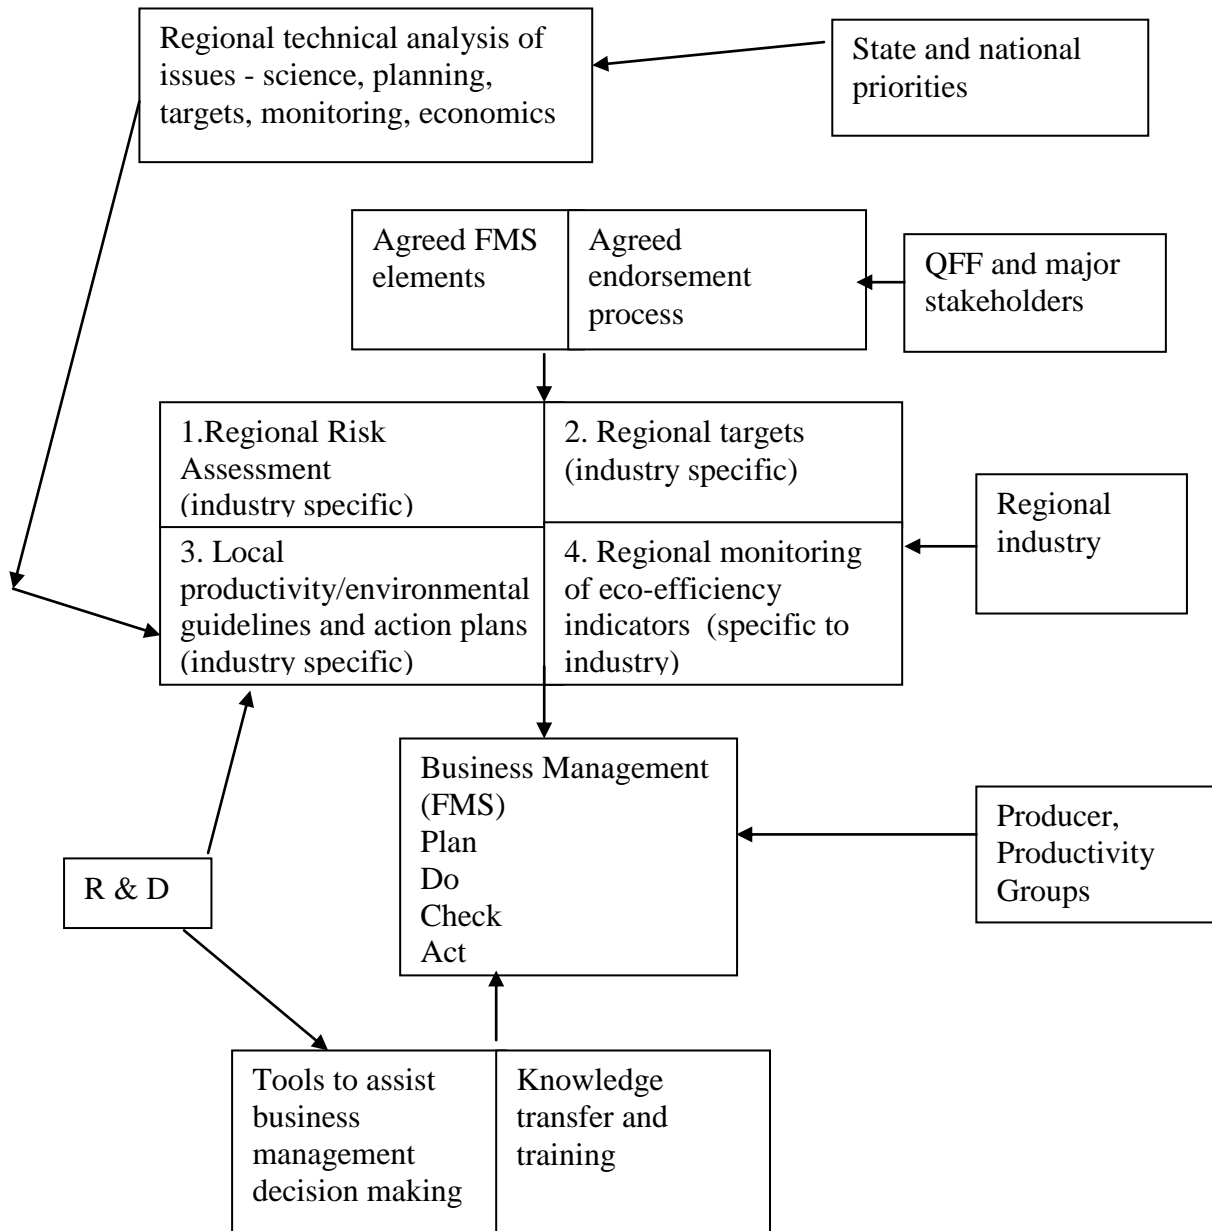 Regional technical analysis of
issues - science, planning,
targets, monitoring, economics
State and national
priorities
Agreed FMS
elements
Agreed
endorsement
process
QFF and major
stakeholders
1.Regional Risk
Assessment
(industry specific)
2. Regional targets
(industry specific)
Regional
industry
3. Local
productivity/environmental
guidelines and action plans
(industry specific)
4. Regional monitoring
of eco-efficiency
indicators  (specific to
industry)
Business Management
(FMS)
Plan
Do
Check
Act
Producer,
Productivity
Groups
R & D
Tools to assist
business
management
decision making
Knowledge
transfer and
training